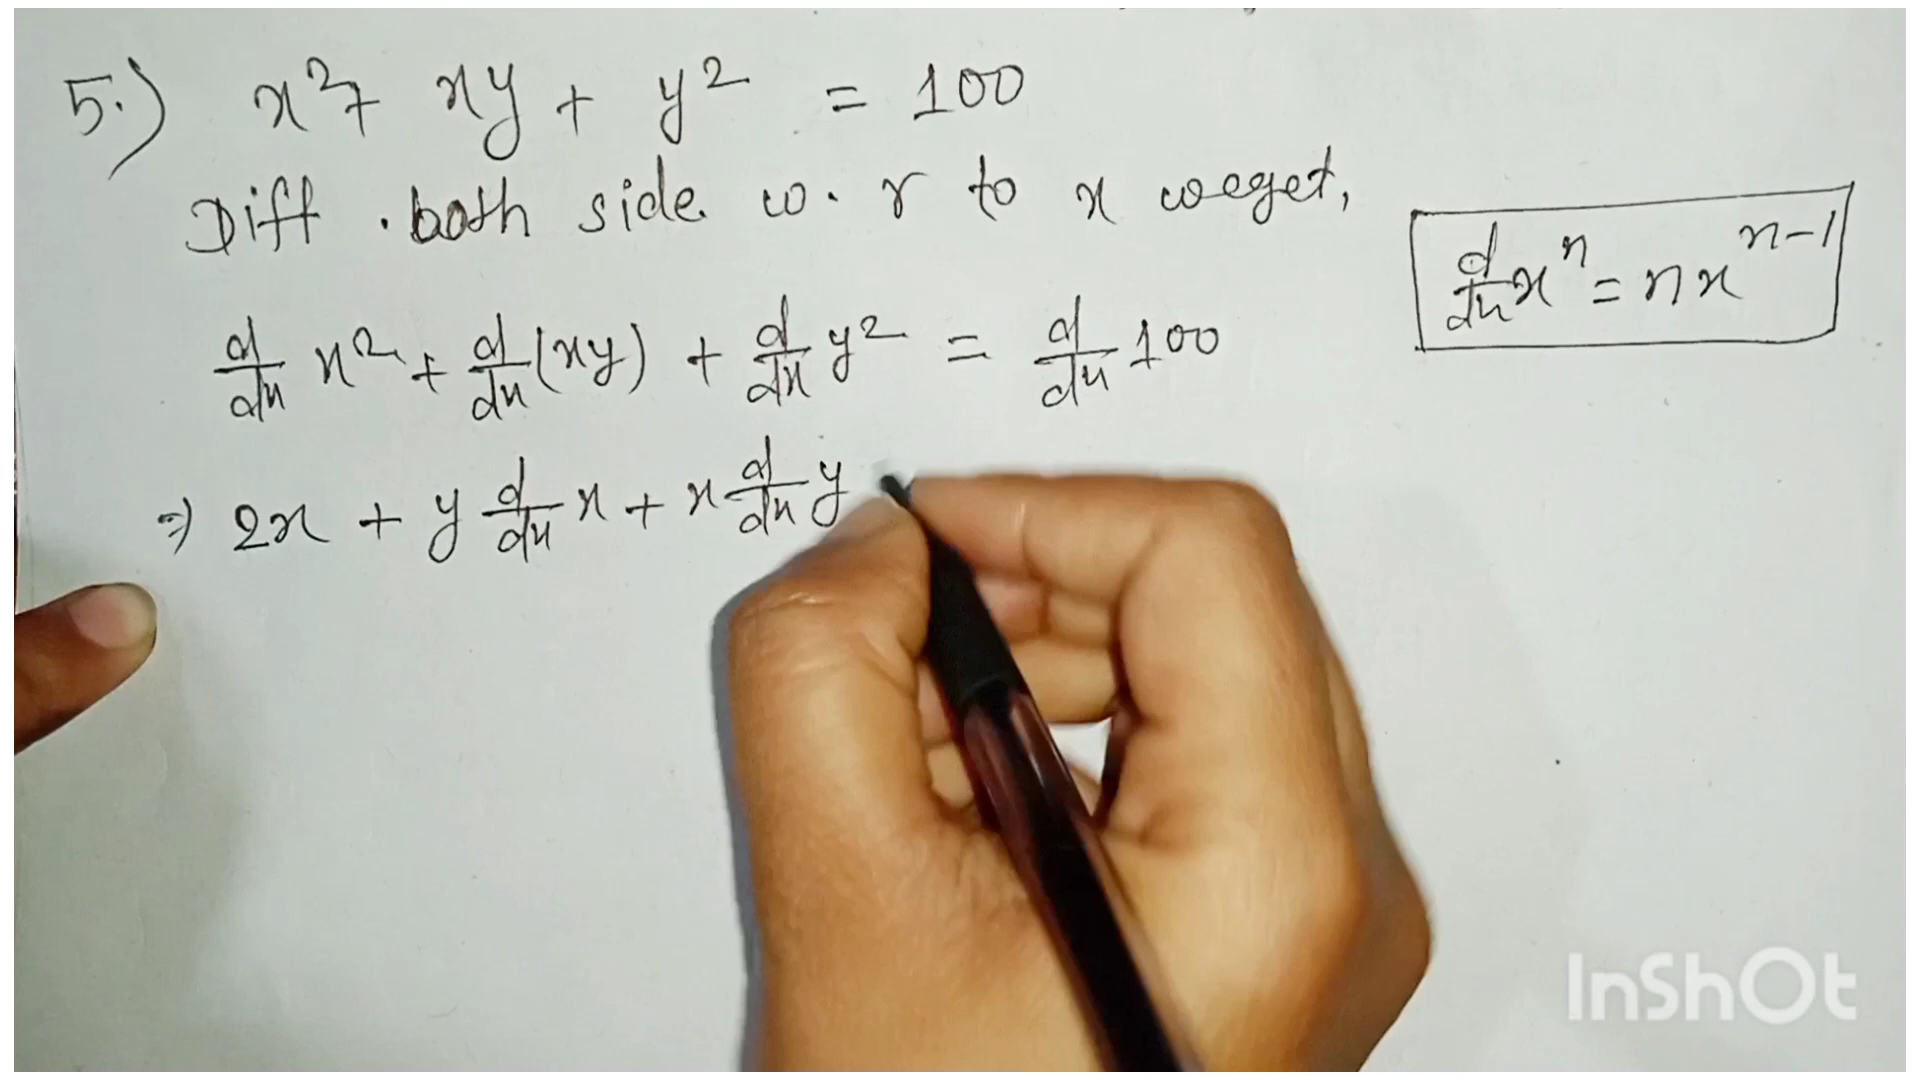 5.) x² + xy + y² = 100
Diff. both side w. r to x weget,
d/dx x² + d/dx (xy) + d/dx y² = d/dx 100
d/dx xⁿ = n xⁿ⁻¹
⇒ 2x + y d/dx x + x d/dx y
InShOt